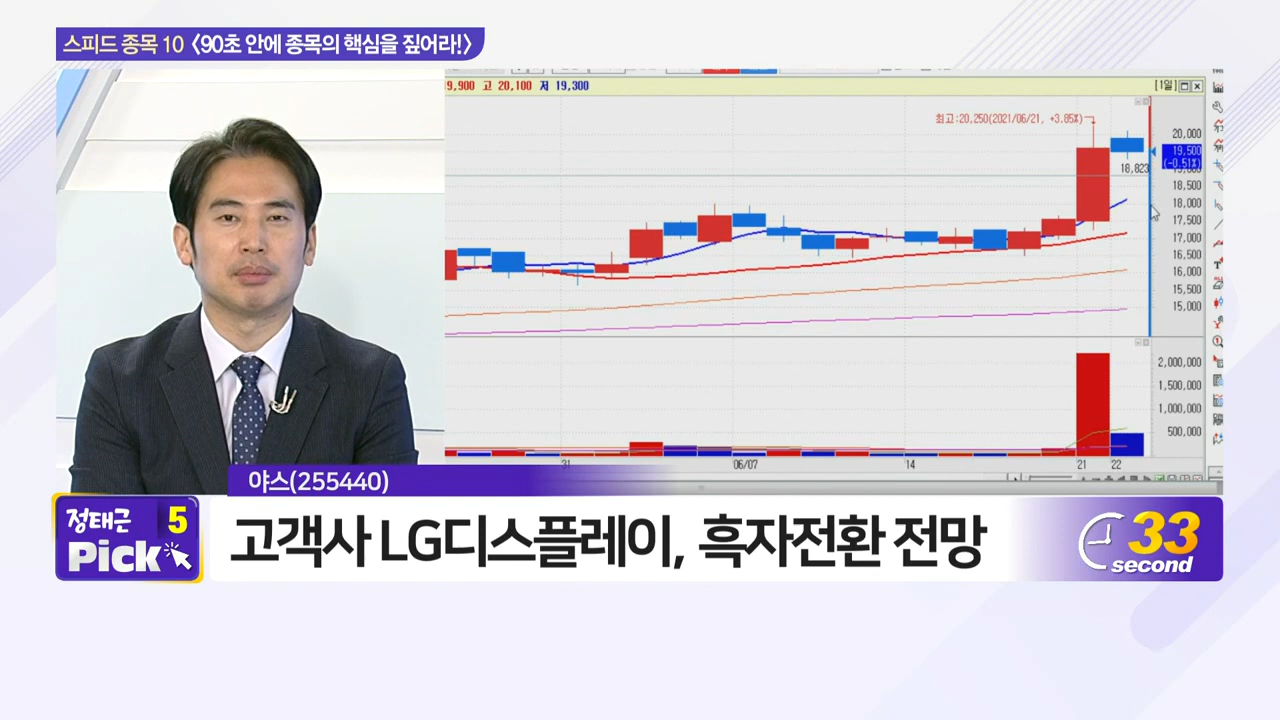 스피드 종목 10 <90초 안에 종목의 핵심을 짚어라!>
9,900 고 20,100 저 19,300
[1일]
최고:20,250(2021/06/21, +3.85%)
20,000
19,500
(-0.51%)
18,823
18,500
18,000
17,500
17,000
16,500
16,000
15,500
15,000
2,000,000
1,500,000
1,000,000
500,000
31 06/07 14 21 22
야스(255440)
정태근 5
Pick
고객사 LG디스플레이, 흑자전환 전망
33
second